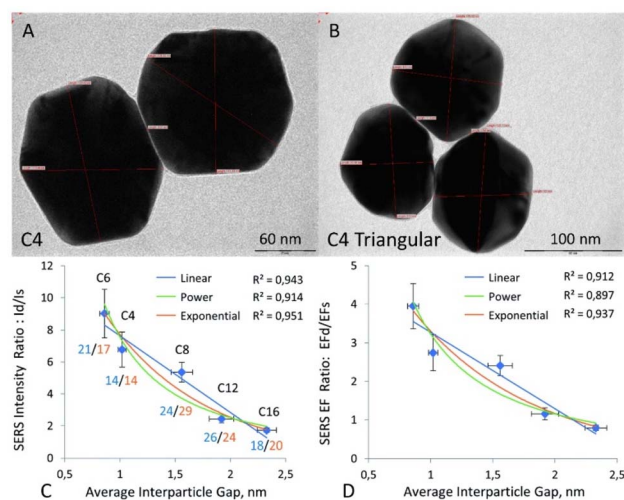 A
C4
60 nm
B
C4 Triangular
100 nm
SERS Intensity Ratio : Id/Is
12
10
8
6
4
2
0
C6
C4
C8
C12
C16
21/17
14/14
24/29
26/24
18/20
Linear R² = 0,943
Power R² = 0,914
Exponential R² = 0,951
0,5 1 1,5 2 2,5
C Average Interparticle Gap, nm
SERS EF Ratio: EFd/EFs
5
4
3
2
1
0
Linear R² = 0,912
Power R² = 0,897
Exponential R² = 0,937
0,5 1 1,5 2 2,5
D Average Interparticle Gap, nm